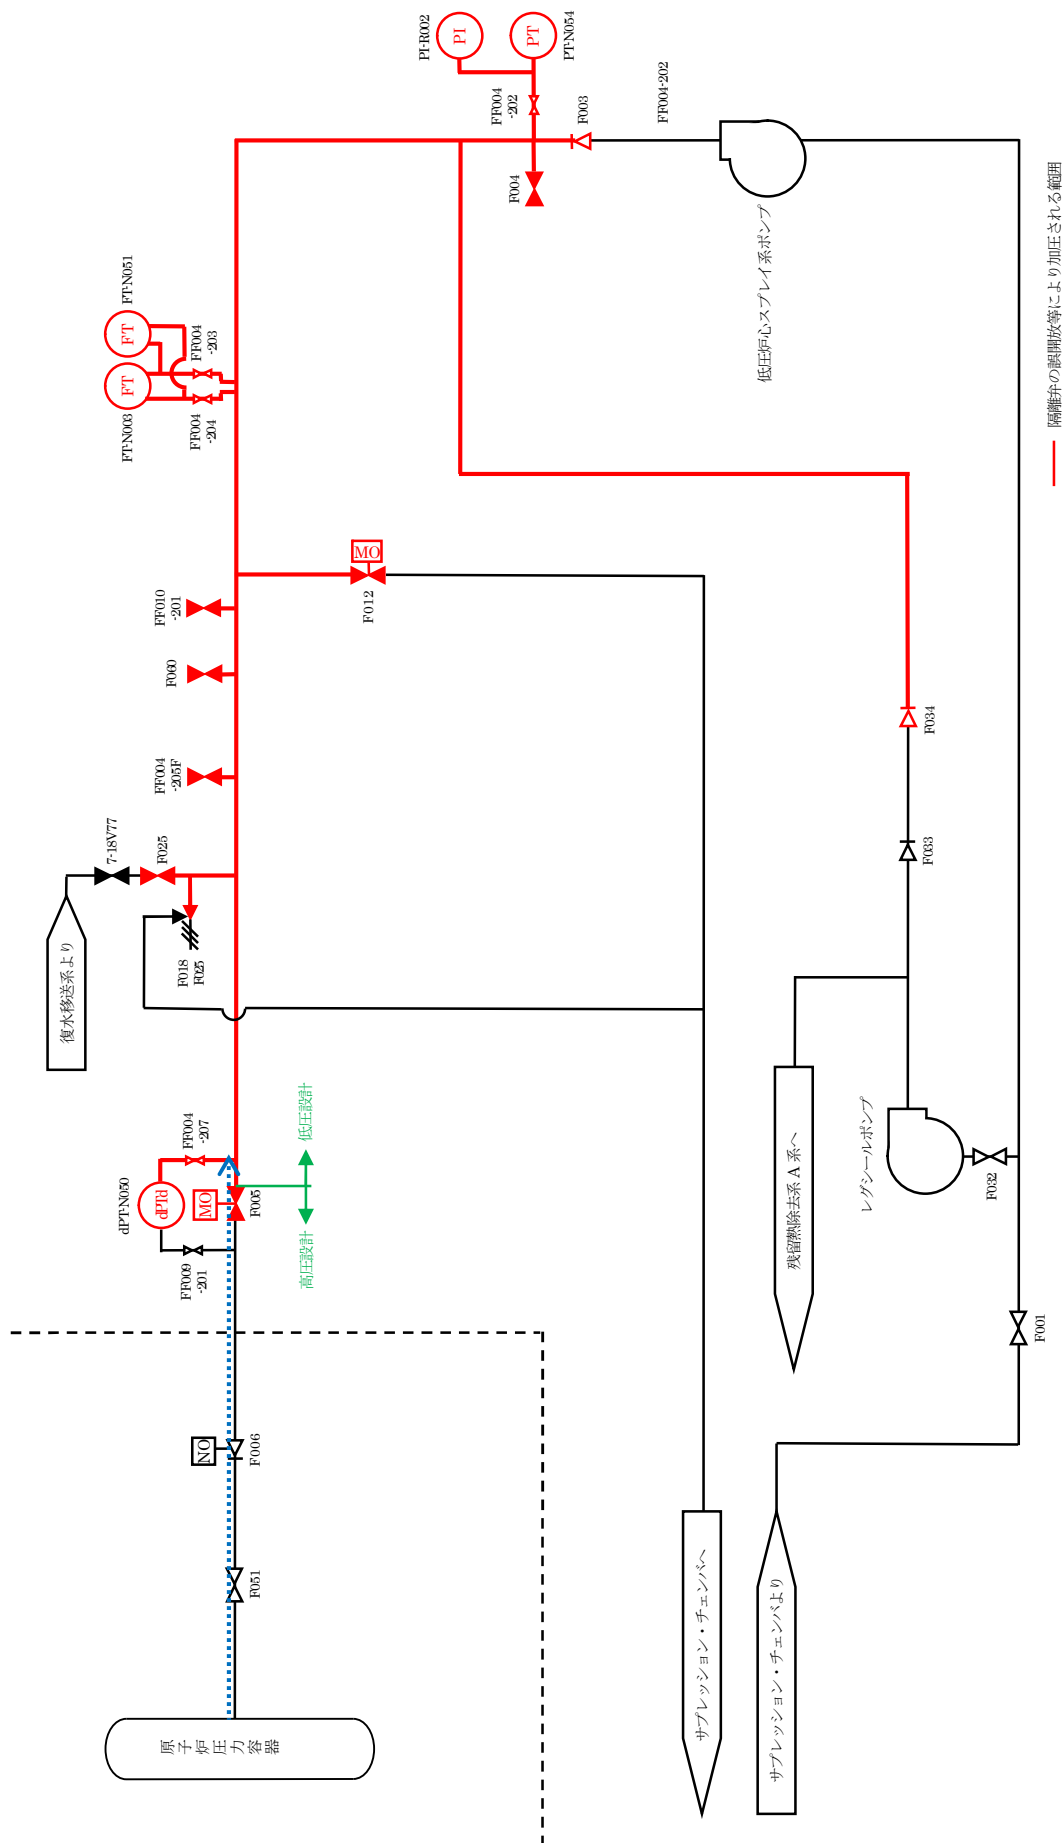 原子炉圧力容器
F051
NO
F006
FF009
-201
dPT-N050
dPTd
FF004
-207
MO
F005
高圧設計
低圧設計
復水移送系より
7-18V77
F025
F018
F025
FF004
-205F
F060
FF010
-201
MO
F012
FT-N003
FT
FT-N051
FT
FF004
-204
FF004
-203
PI-R002
PI
PT
PT-N054
FF004
-202
F003
F004
FF004-202
低圧炉心スプレイ系ポンプ
F034
F033
レグシールポンプ
F032
残留熱除去系 A 系へ
F001
サプレッション・チェンバへ
サプレッション・チェンバより
隔離弁の誤開放等により加圧される範囲